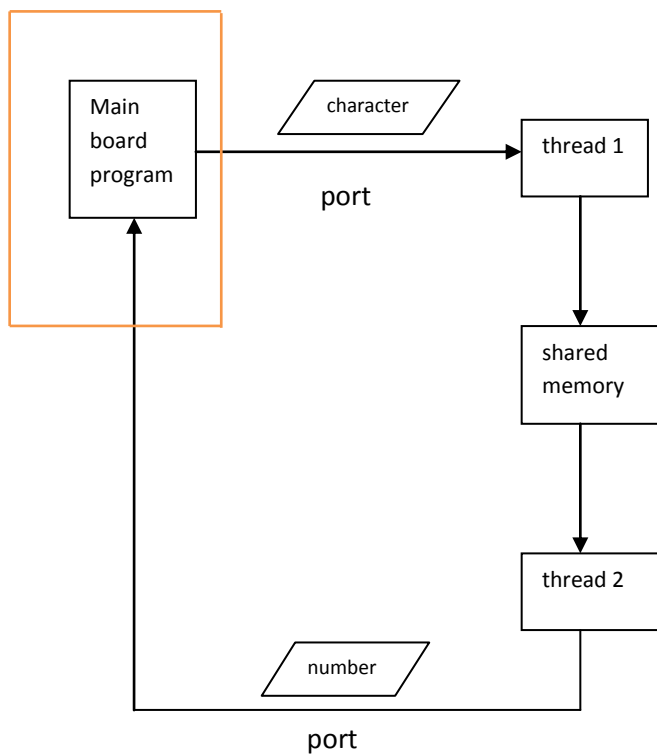 Main
board
program
character
port
thread 1
shared
memory
thread 2
number
port